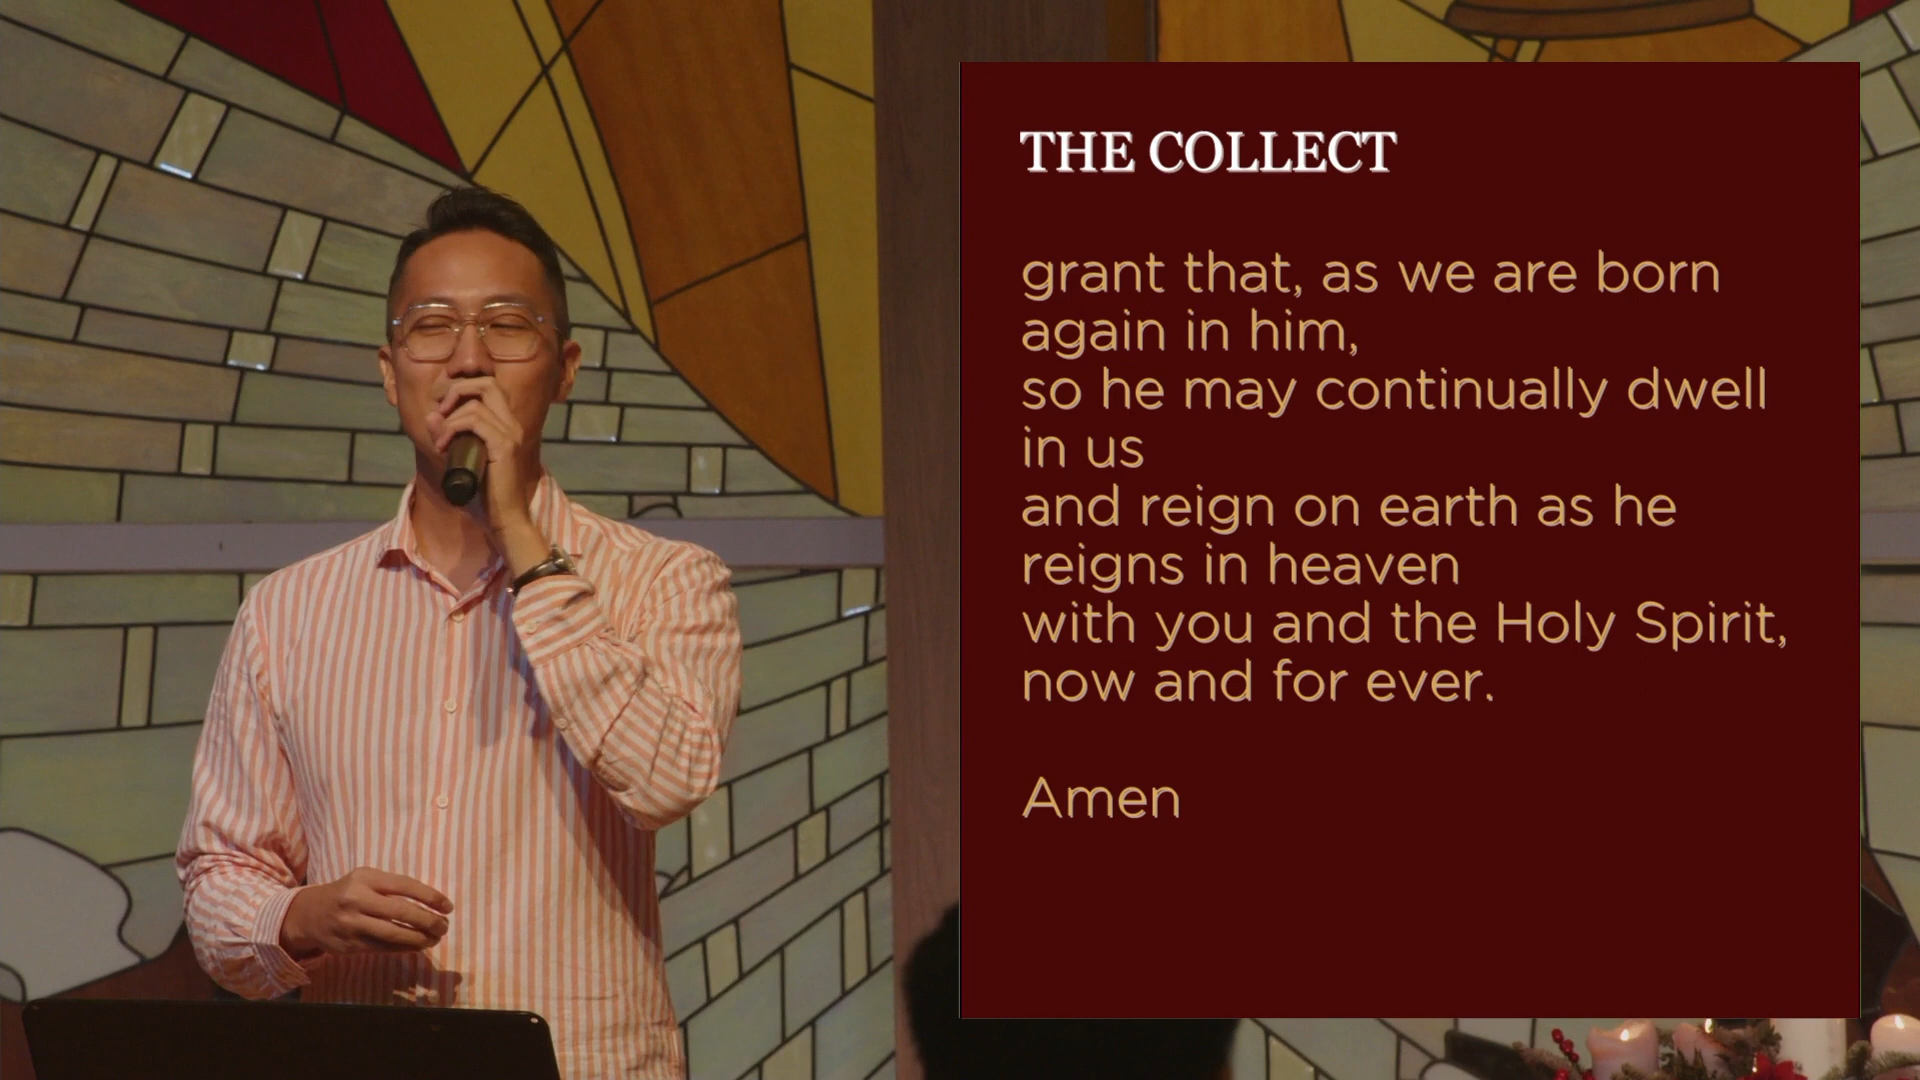 THE COLLECT
grant that, as we are born
again in him,
so he may continually dwell
in us
and reign on earth as he
reigns in heaven
with you and the Holy Spirit,
now and for ever.
Amen